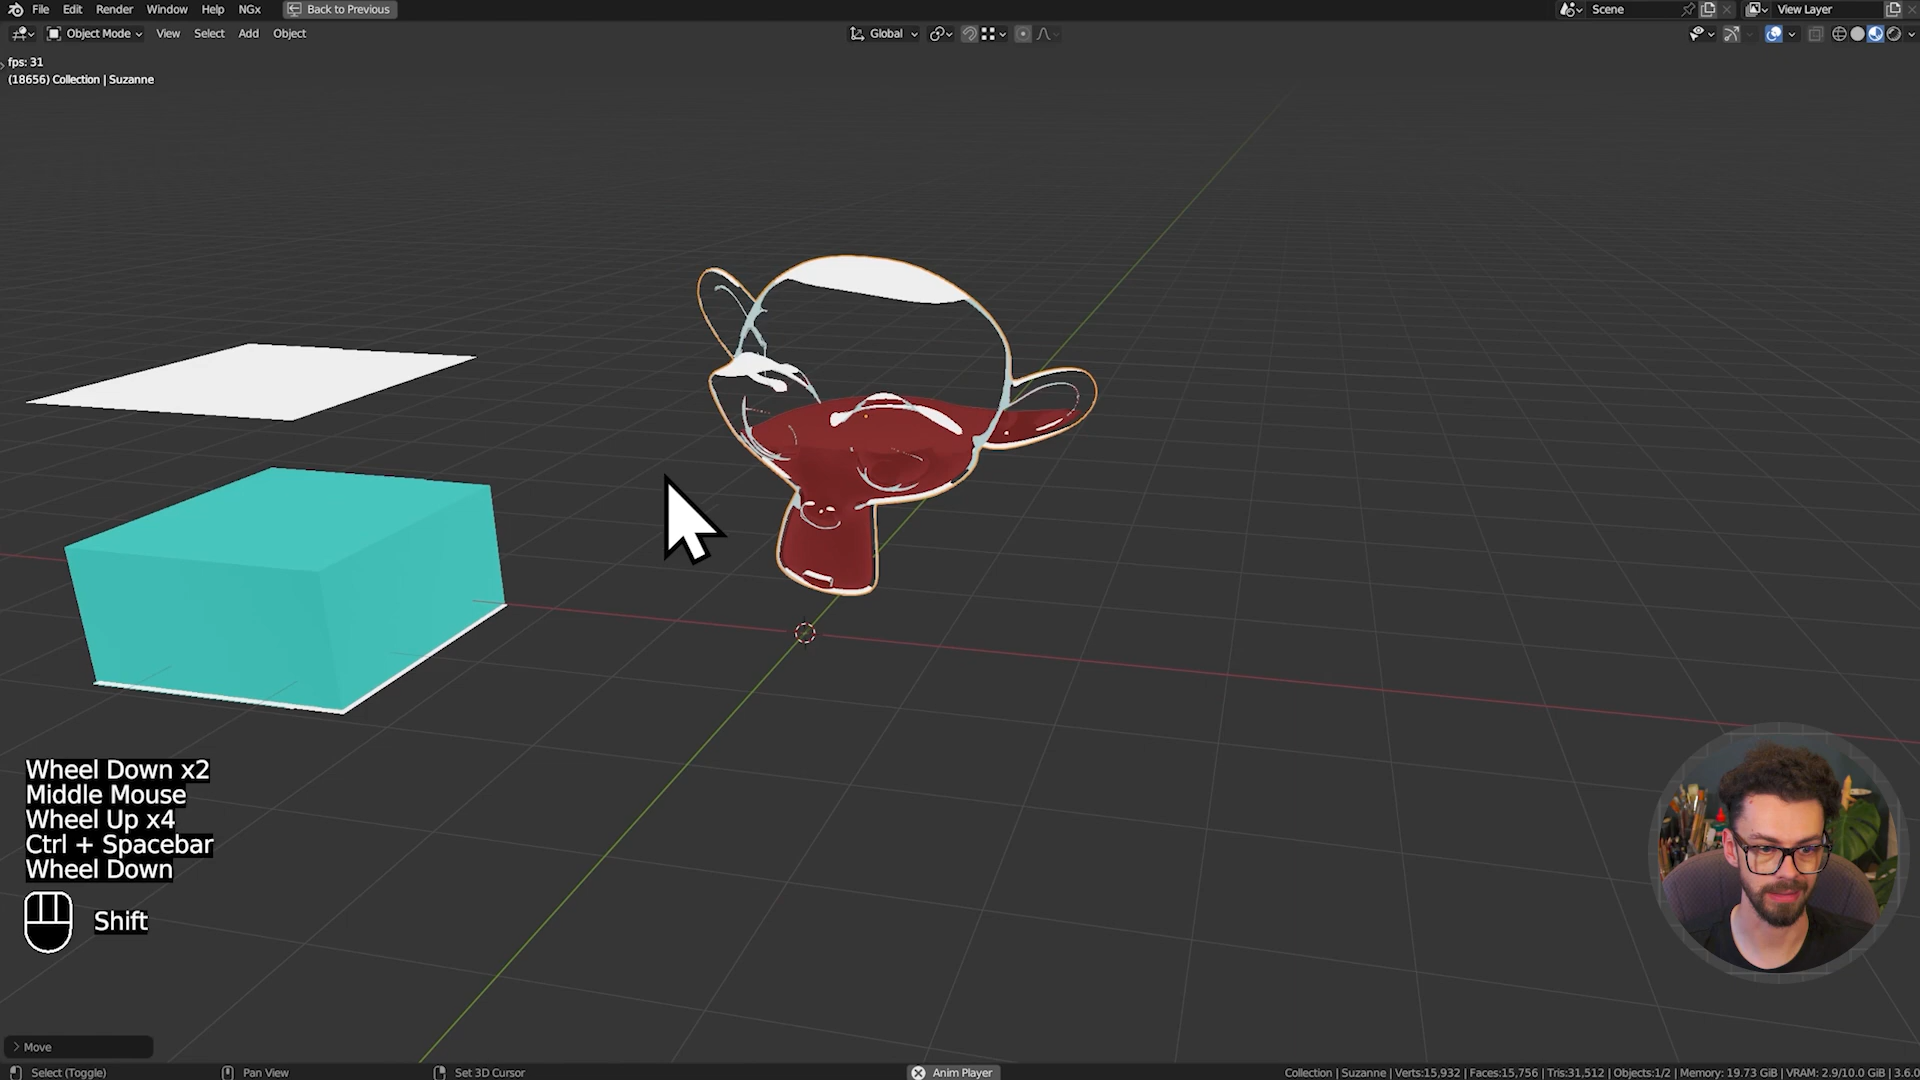 File Edit Render Window Help NGx Back to Previous Scene View Layer
Object Mode View Select Add Object Global
fps: 31
(18656) Collection | Suzanne
Wheel Down x2
Middle Mouse
Wheel Up x4
Ctrl + Spacebar
Wheel Down
Shift
Move
Select (Toggle) Pan View Set 3D Cursor Anim Player Collection | Suzanne | Verts:15,932 | Faces:15,756 | Tris:31,512 | Objects:1/2 | Memory: 19.73 GiB | VRAM: 2.9/10.0 GiB | 3.6.0